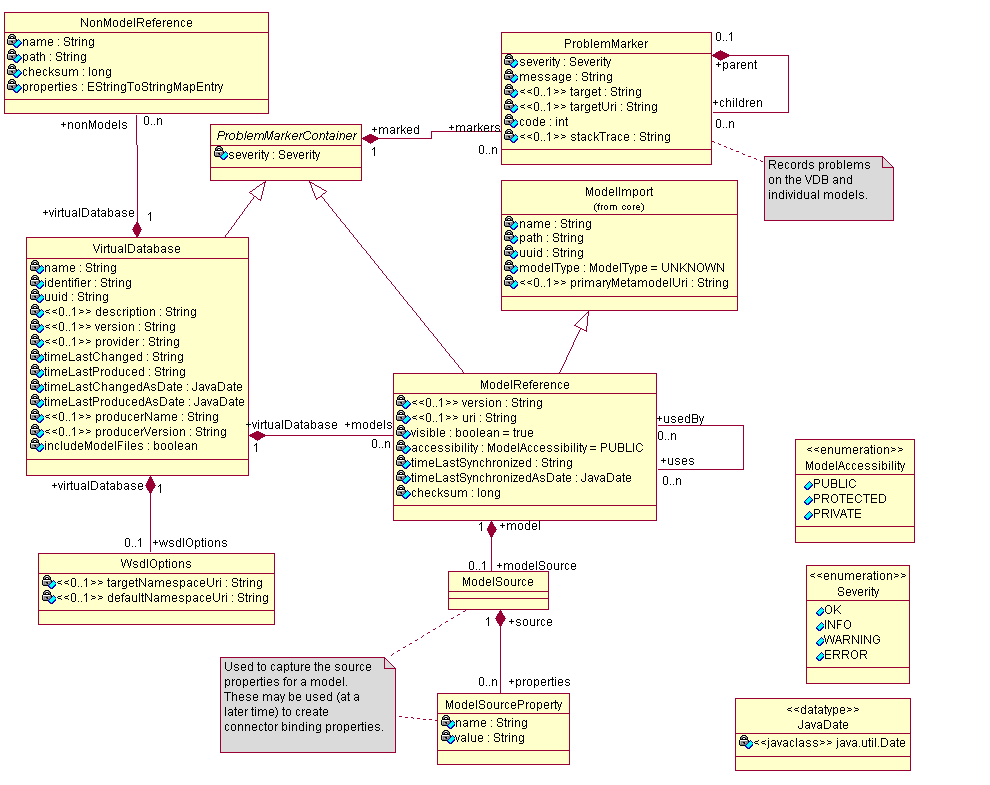 NonModelReference
name : String
path : String
checksum : long
properties : EStringToStringMapEntry
+nonModels
0..n
+virtualDatabase
1
ProblemMarkerContainer
severity : Severity
+marked
1
+markers
0..n
ProblemMarker
severity : Severity
message : String
<<0..1>> target : String
<<0..1>> targetUri : String
code : int
<<0..1>> stackTrace : String
0..1
+parent
+children
0..n
Records problems
on the VDB and
individual models.
ModelImport
(from core)
name : String
path : String
uuid : String
modelType : ModelType = UNKNOWN
<<0..1>> primaryMetamodelUri : String
VirtualDatabase
name : String
identifier : String
uuid : String
<<0..1>> description : String
<<0..1>> version : String
<<0..1>> provider : String
timeLastChanged : String
timeLastProduced : String
timeLastChangedAsDate : JavaDate
timeLastProducedAsDate : JavaDate
<<0..1>> producerName : String
<<0..1>> producerVersion : String
includeModelFiles : boolean
+virtualDatabase
1
+models
0..n
ModelReference
<<0..1>> version : String
<<0..1>> uri : String
visible : boolean = true
accessibility : ModelAccessibility = PUBLIC
timeLastSynchronized : String
timeLastSynchronizedAsDate : JavaDate
checksum : long
+usedBy
0..n
+uses
0..n
<<enumeration>>
ModelAccessibility
PUBLIC
PROTECTED
PRIVATE
+virtualDatabase
1
0..1
+wsdlOptions
WsdlOptions
<<0..1>> targetNamespaceUri : String
<<0..1>> defaultNamespaceUri : String
1
+model
0..1
+modelSource
ModelSource
1
+source
0..n
+properties
<<enumeration>>
Severity
OK
INFO
WARNING
ERROR
Used to capture the source
properties for a model.
These may be used (at a
later time) to create
connector binding properties.
ModelSourceProperty
name : String
value : String
<<datatype>>
JavaDate
<<javaclass>> java.util.Date